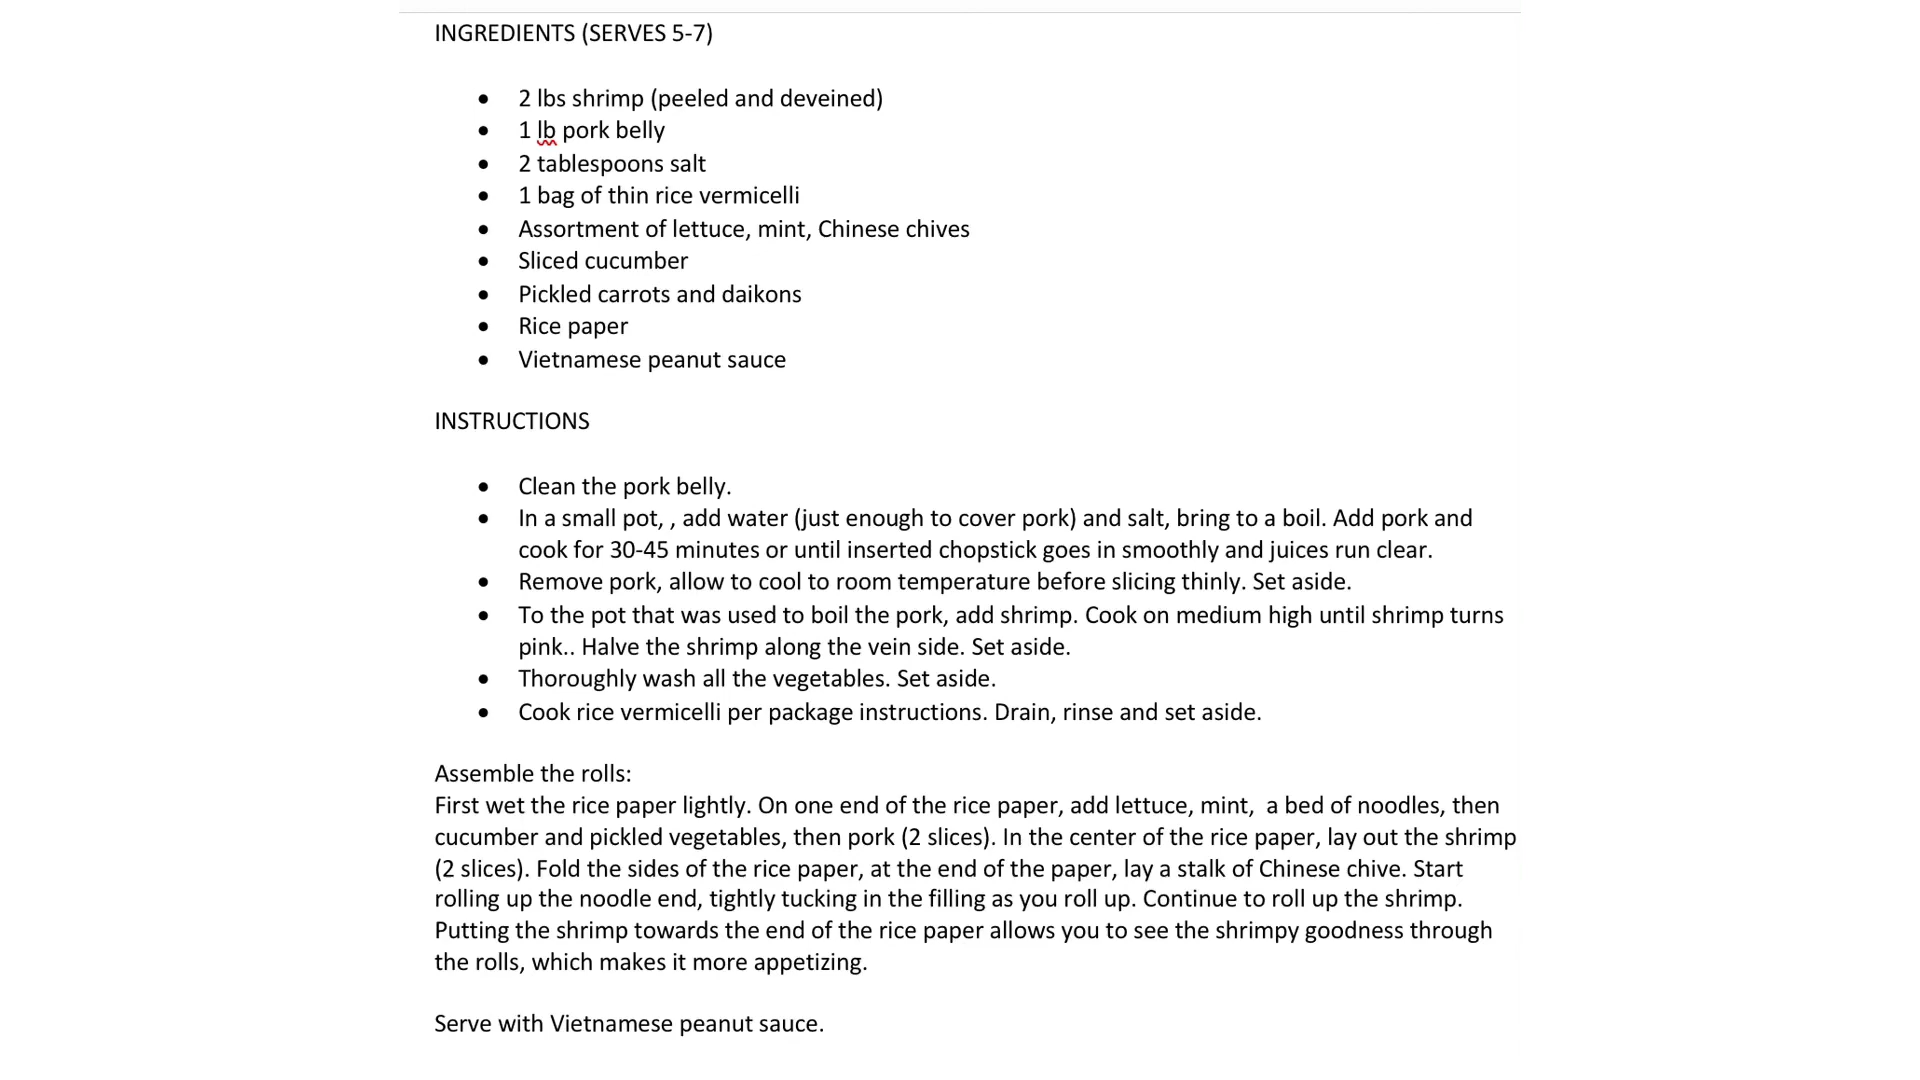 INGREDIENTS (SERVES 5-7)
• 2 lbs shrimp (peeled and deveined)
• 1 lb pork belly
• 2 tablespoons salt
• 1 bag of thin rice vermicelli
• Assortment of lettuce, mint, Chinese chives
• Sliced cucumber
• Pickled carrots and daikons
• Rice paper
• Vietnamese peanut sauce
INSTRUCTIONS
• Clean the pork belly.
• In a small pot, , add water (just enough to cover pork) and salt, bring to a boil. Add pork and
cook for 30-45 minutes or until inserted chopstick goes in smoothly and juices run clear.
• Remove pork, allow to cool to room temperature before slicing thinly. Set aside.
• To the pot that was used to boil the pork, add shrimp. Cook on medium high until shrimp turns
pink.. Halve the shrimp along the vein side. Set aside.
• Thoroughly wash all the vegetables. Set aside.
• Cook rice vermicelli per package instructions. Drain, rinse and set aside.
Assemble the rolls:
First wet the rice paper lightly. On one end of the rice paper, add lettuce, mint,  a bed of noodles, then
cucumber and pickled vegetables, then pork (2 slices). In the center of the rice paper, lay out the shrimp
(2 slices). Fold the sides of the rice paper, at the end of the paper, lay a stalk of Chinese chive. Start
rolling up the noodle end, tightly tucking in the filling as you roll up. Continue to roll up the shrimp.
Putting the shrimp towards the end of the rice paper allows you to see the shrimpy goodness through
the rolls, which makes it more appetizing.
Serve with Vietnamese peanut sauce.